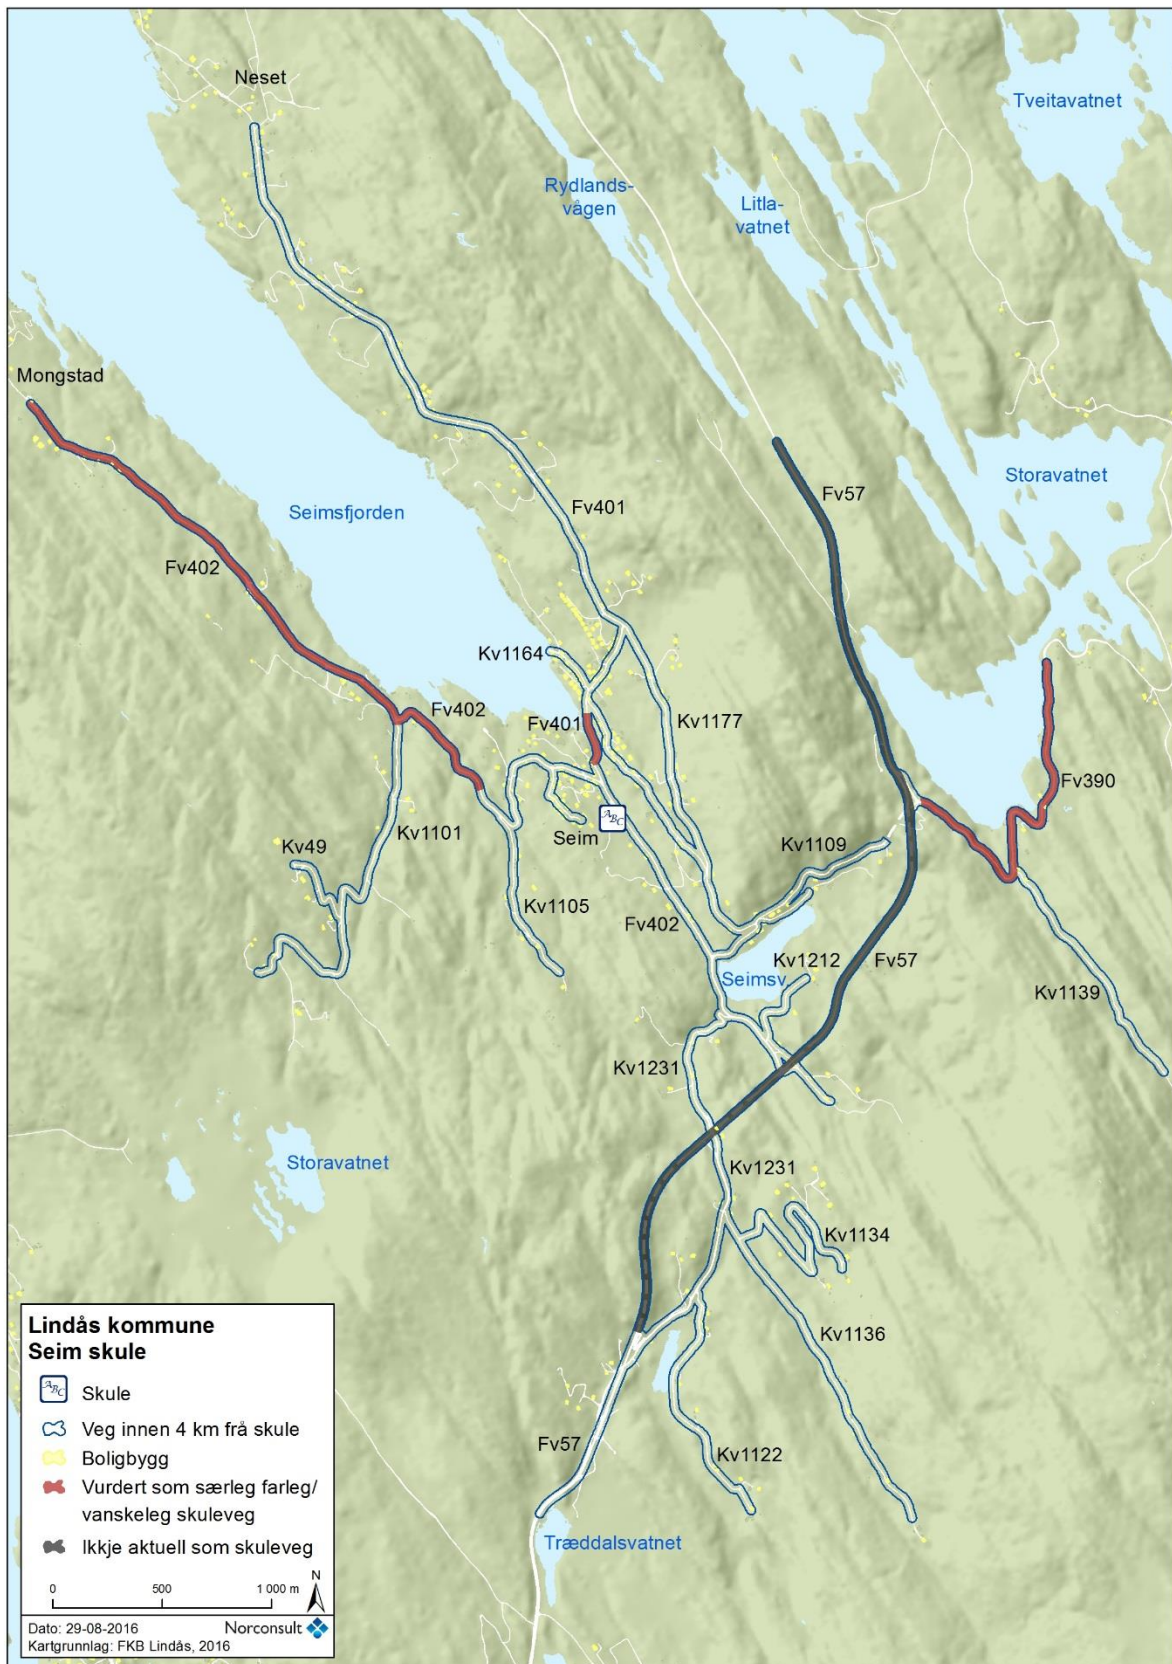 Neset
Tveitavatnet
Rydlands-
vågen
Litla-
vatnet
Mongstad
Fv57
Storavatnet
Fv401
Seimsfjorden
Fv402
Kv1164
Fv402
Fv401
Kv1177
Fv390
Kv1101
Seim
ABC
Kv49
Kv1109
Kv1105
Fv402
Kv1212
Fv57
Seimsv.
Kv1139
Kv1231
Storavatnet
Kv1231
Kv1134
Kv1136
Fv57
Kv1122
Træddalsvatnet
Lindås kommune
Seim skule
ABC Skule
Veg innen 4 km frå skule
Boligbygg
Vurdert som særleg farleg/
vanskeleg skuleveg
Ikkje aktuell som skuleveg
N
0 500 1 000 m
Dato: 29-08-2016 Norconsult
Kartgrunnlag: FKB Lindås, 2016